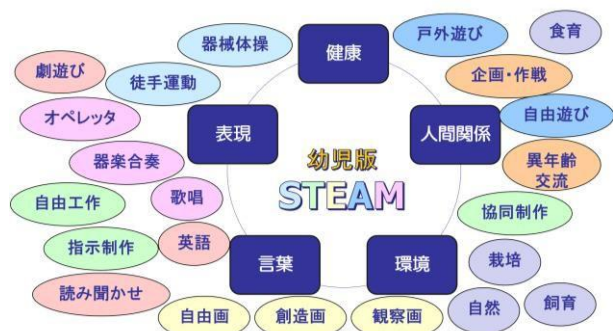 器械体操
健康
戸外遊び
食育
劇遊び
徒手運動
企画・作戦
オペレッタ
表現
人間関係
自由遊び
器楽合奏
幼児版
STEAM
異年齢
交流
自由工作
歌唱
協同制作
指示制作
英語
言葉
環境
栽培
読み聞かせ
自由画
創造画
観察画
自然
飼育